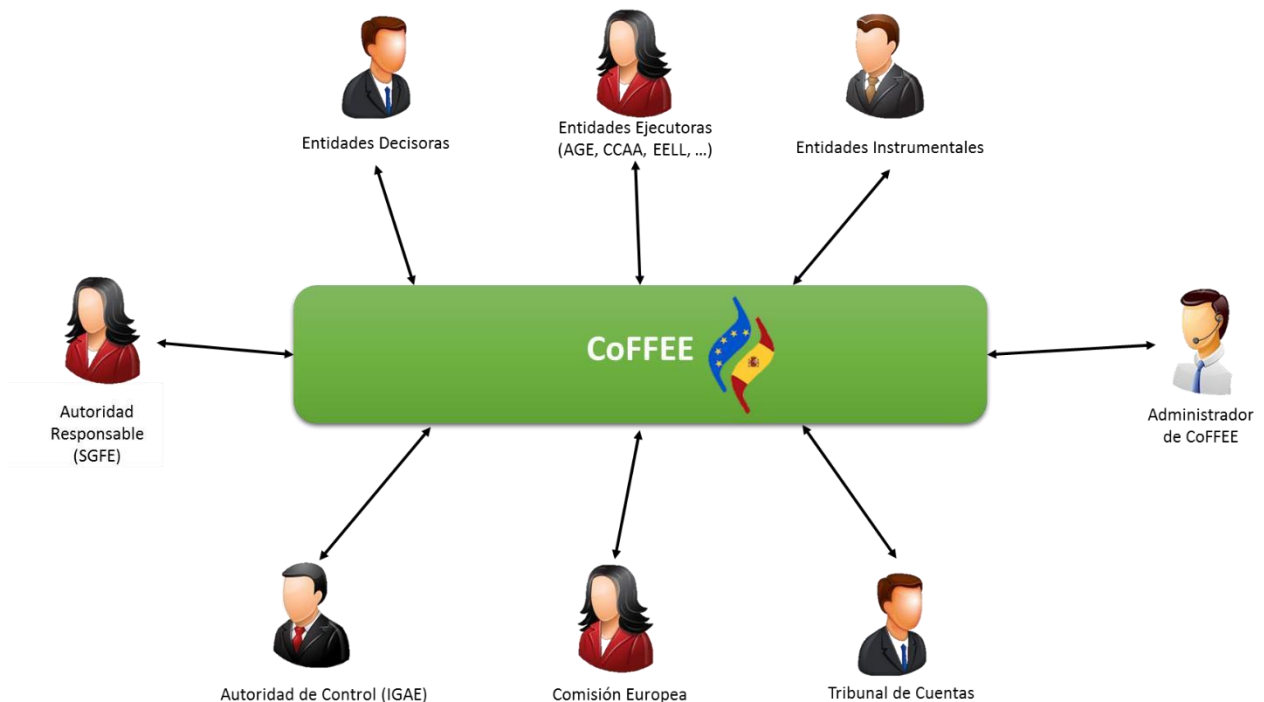 Entidades Decisoras
Entidades Ejecutoras
(AGE, CCAA, EELL, ...)
Entidades Instrumentales
CoFFEE
Autoridad
Responsable
(SGFE)
Administrador
de CoFFEE
Autoridad de Control (IGAE)
Comisión Europea
Tribunal de Cuentas